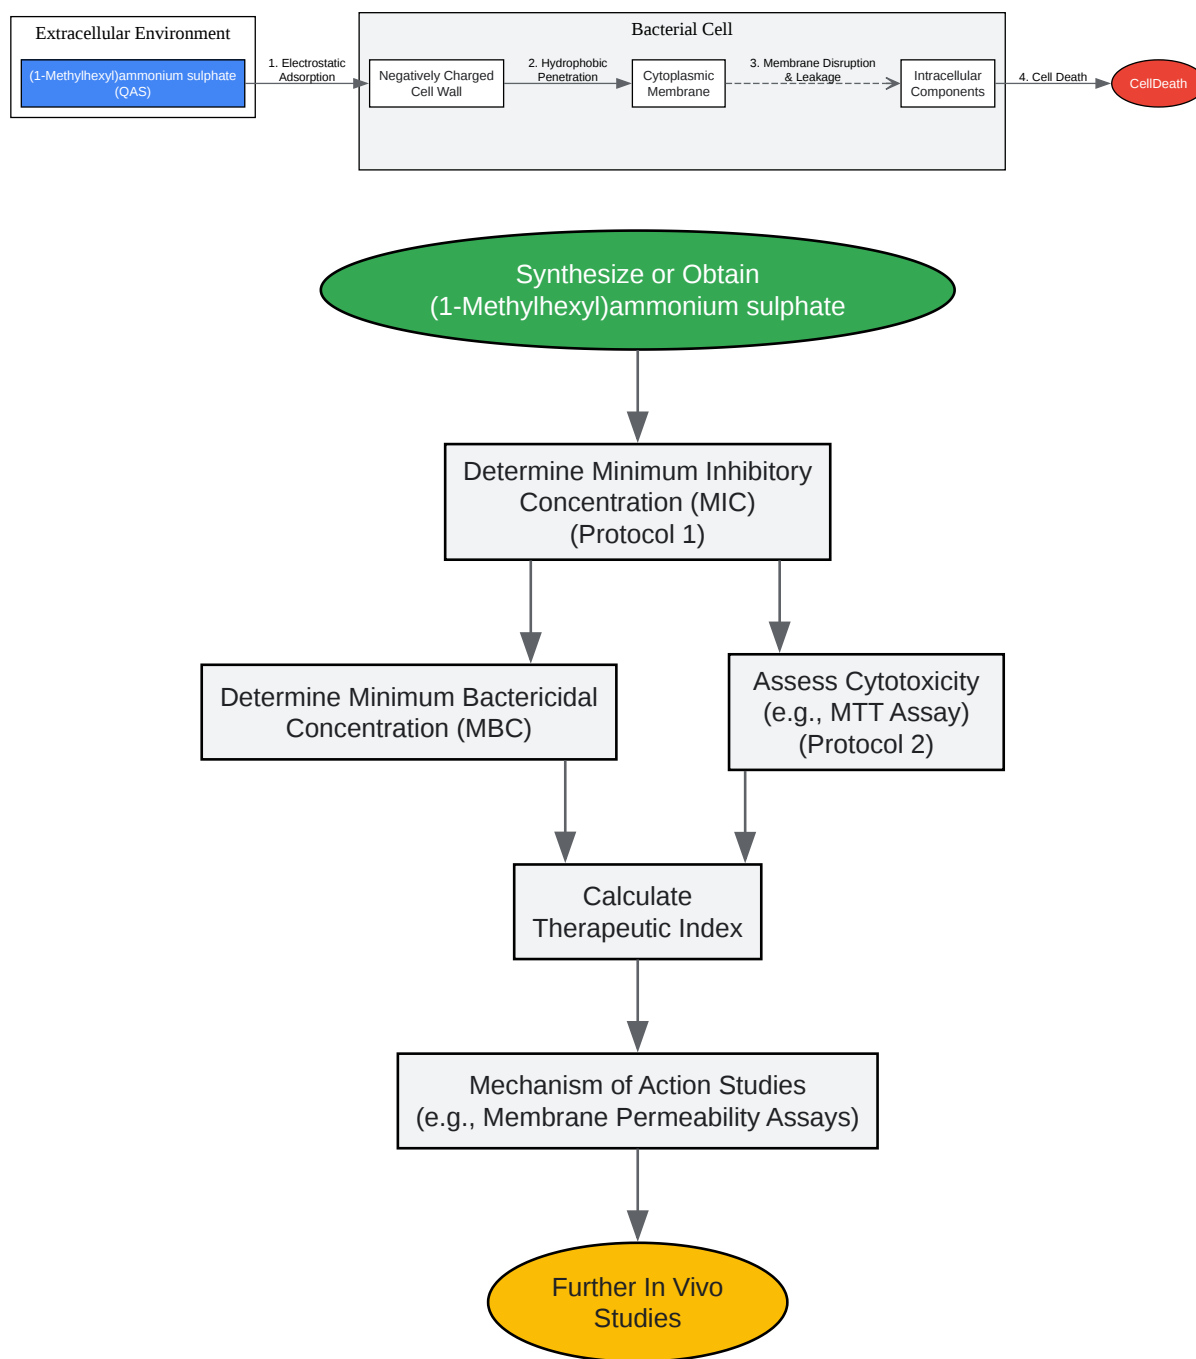 Extracellular Environment
(1-Methylhexyl)ammonium sulphate
(QAS)
1. Electrostatic
Adsorption
Bacterial Cell
Negatively Charged
Cell Wall
2. Hydrophobic
Penetration
Cytoplasmic
Membrane
3. Membrane Disruption
& Leakage
Intracellular
Components
4. Cell Death
CellDeath
Synthesize or Obtain
(1-Methylhexyl)ammonium sulphate
Determine Minimum Inhibitory
Concentration (MIC)
(Protocol 1)
Determine Minimum Bactericidal
Concentration (MBC)
Assess Cytotoxicity
(e.g., MTT Assay)
(Protocol 2)
Calculate
Therapeutic Index
Mechanism of Action Studies
(e.g., Membrane Permeability Assays)
Further In Vivo
Studies